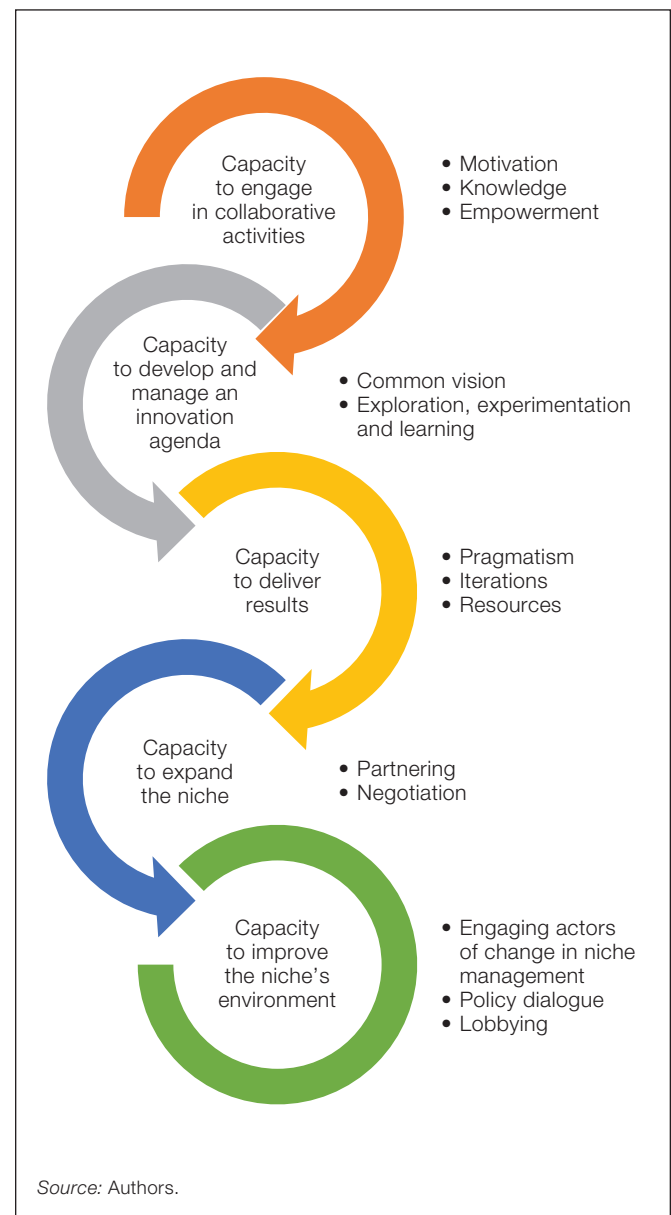 Capacity
to engage
in collaborative
activities
• Motivation
• Knowledge
• Empowerment
Capacity
to develop and
manage an
innovation
agenda
• Common vision
• Exploration, experimentation
and learning
Capacity
to deliver
results
• Pragmatism
• Iterations
• Resources
Capacity
to expand
the niche
• Partnering
• Negotiation
Capacity
to improve
the niche’s
environment
• Engaging actors
of change in niche
management
• Policy dialogue
• Lobbying
Source: Authors.